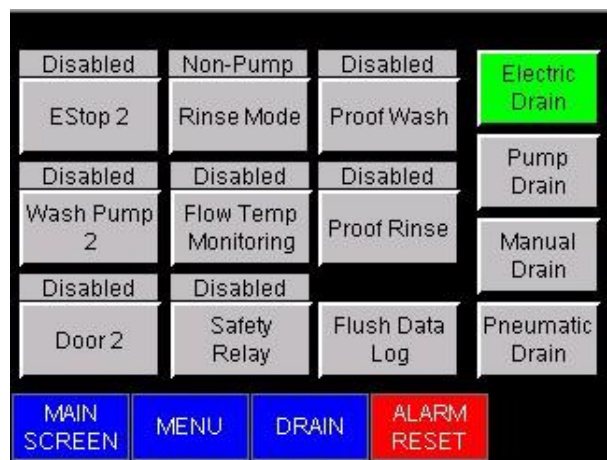 Disabled
EStop 2
Non-Pump
Rinse Mode
Disabled
Proof Wash
Electric
Drain
Disabled
Wash Pump
2
Disabled
Flow Temp
Monitoring
Disabled
Proof Rinse
Pump
Drain
Manual
Drain
Disabled
Door 2
Disabled
Safety
Relay
Flush Data
Log
Pneumatic
Drain
MAIN
SCREEN
MENU
DRAIN
ALARM
RESET